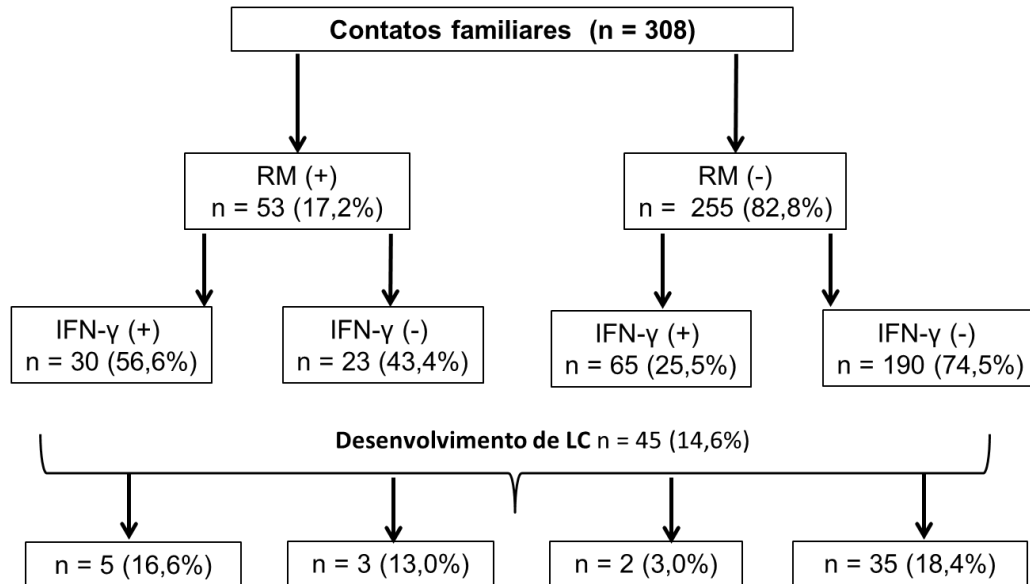 Contatos familiares (n = 308)
RM (+)
n = 53 (17,2%)
RM (-)
n = 255 (82,8%)
IFN-γ (+)
n = 30 (56,6%)
IFN-γ (-)
n = 23 (43,4%)
IFN-γ (+)
n = 65 (25,5%)
IFN-γ (-)
n = 190 (74,5%)
Desenvolvimento de LC n = 45 (14,6%)
n = 5 (16,6%)
n = 3 (13,0%)
n = 2 (3,0%)
n = 35 (18,4%)